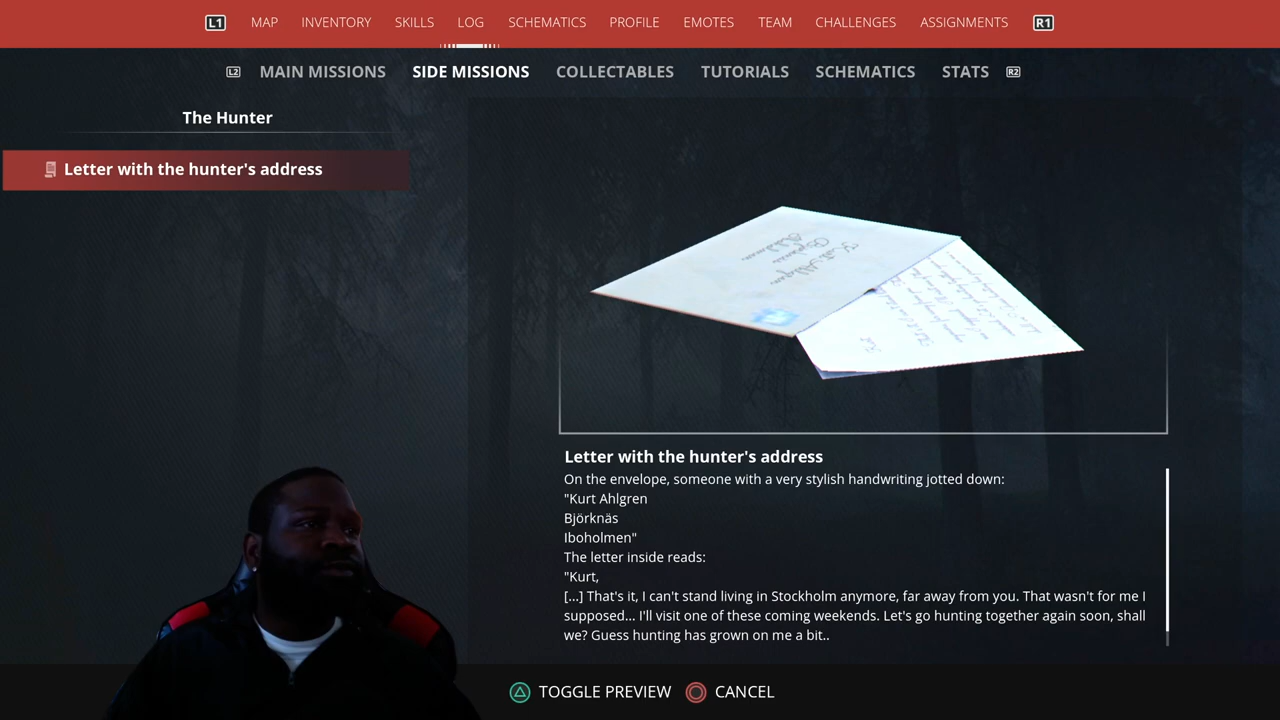 L1 MAP INVENTORY SKILLS LOG SCHEMATICS PROFILE EMOTES TEAM CHALLENGES ASSIGNMENTS R1
L2 MAIN MISSIONS SIDE MISSIONS COLLECTABLES TUTORIALS SCHEMATICS STATS R2
The Hunter
Letter with the hunter's address
Letter with the hunter's address
On the envelope, someone with a very stylish handwriting jotted down:
"Kurt Ahlgren
Björknäs
Iboholmen"
The letter inside reads:
"Kurt,
[...] That's it, I can't stand living in Stockholm anymore, far away from you. That wasn't for me I
supposed... I'll visit one of these coming weekends. Let's go hunting together again soon, shall
we? Guess hunting has grown on me a bit..
TOGGLE PREVIEW CANCEL